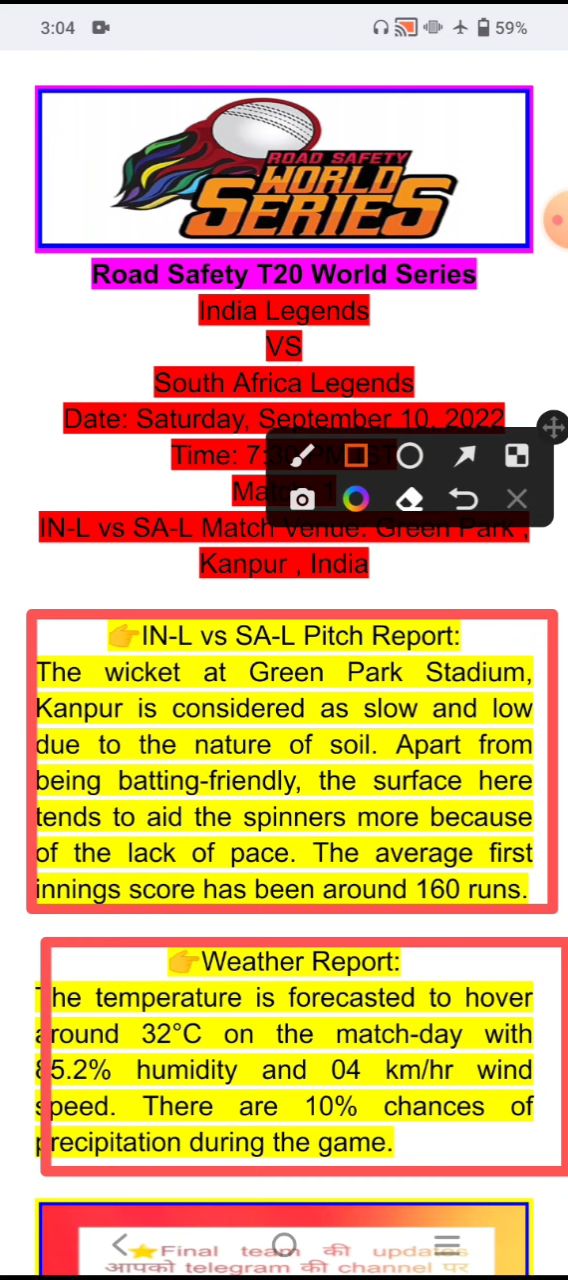 3:04
59%
ROAD SAFETY
WORLD
SERIES
Road Safety T20 World Series
India Legends
VS
South Africa Legends
Date: Saturday, September 10, 2022
Time:
IN-L vs SA-L Match Venue: Green Park ,
Kanpur , India
👉IN-L vs SA-L Pitch Report:
The wicket at Green Park Stadium,
Kanpur is considered as slow and low
due to the nature of soil. Apart from
being batting-friendly, the surface here
tends to aid the spinners more because
of the lack of pace. The average first
innings score has been around 160 runs.
👉Weather Report:
The temperature is forecasted to hover
around 32°C on the match-day with
85.2% humidity and 04 km/hr wind
speed. There are 10% chances of
precipitation during the game.
⭐Final team की updates
आपको telegram की channel पर